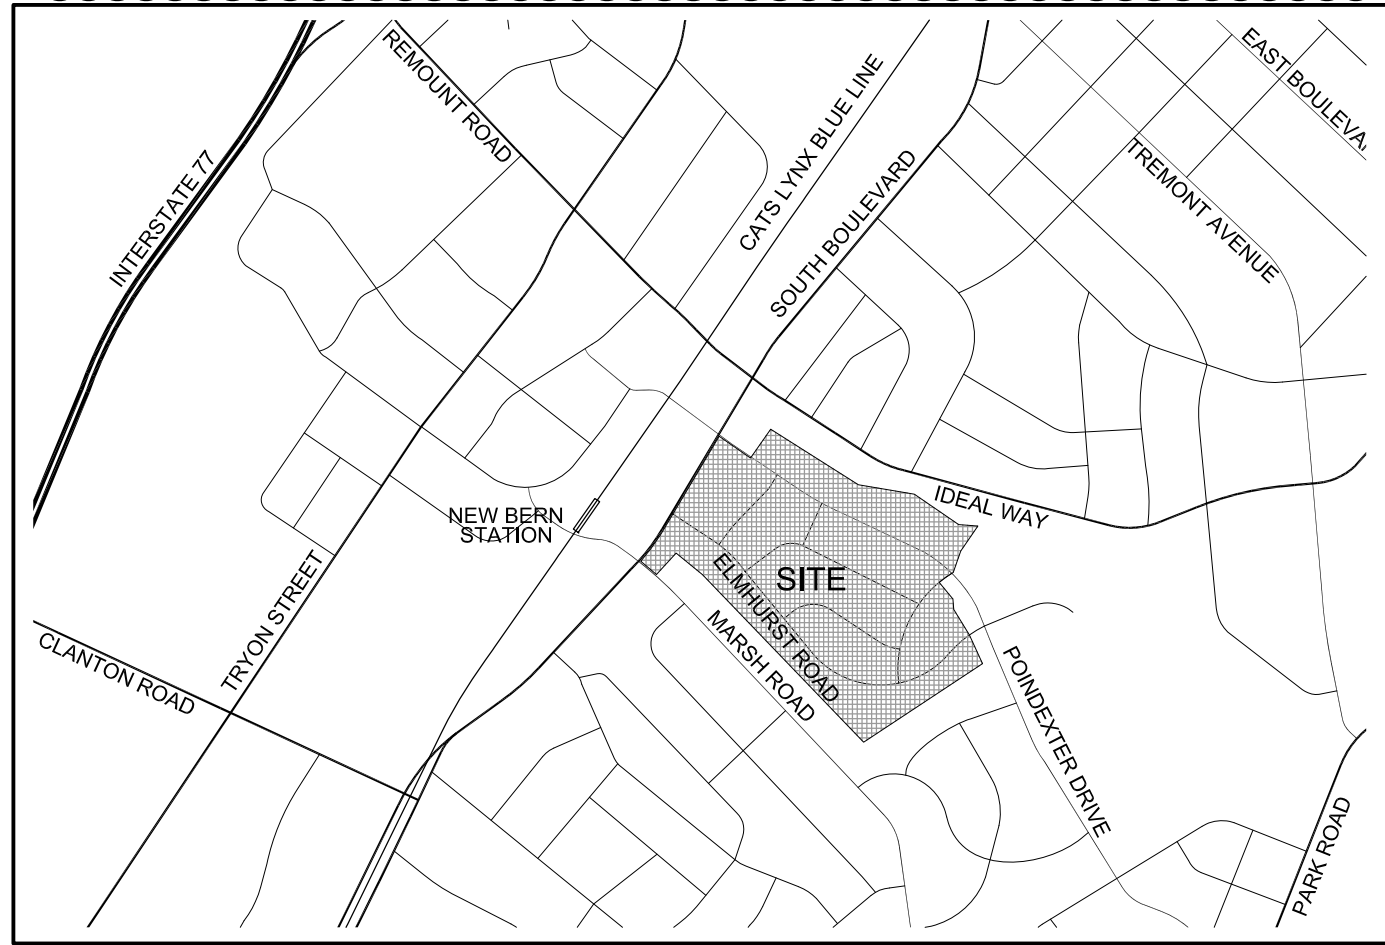 REMOUNT ROAD
EAST BOULEVA
CATS LYNX BLUE LINE
INTERSTATE 77
TREMONT AVENUE
SOUTH BOULEVARD
NEW BERN
STATION
IDEAL WAY
SITE
ELMHURST ROAD
MARSH ROAD
TRYON STREET
CLANTON ROAD
POINDEXTER DRIVE
PARK ROAD